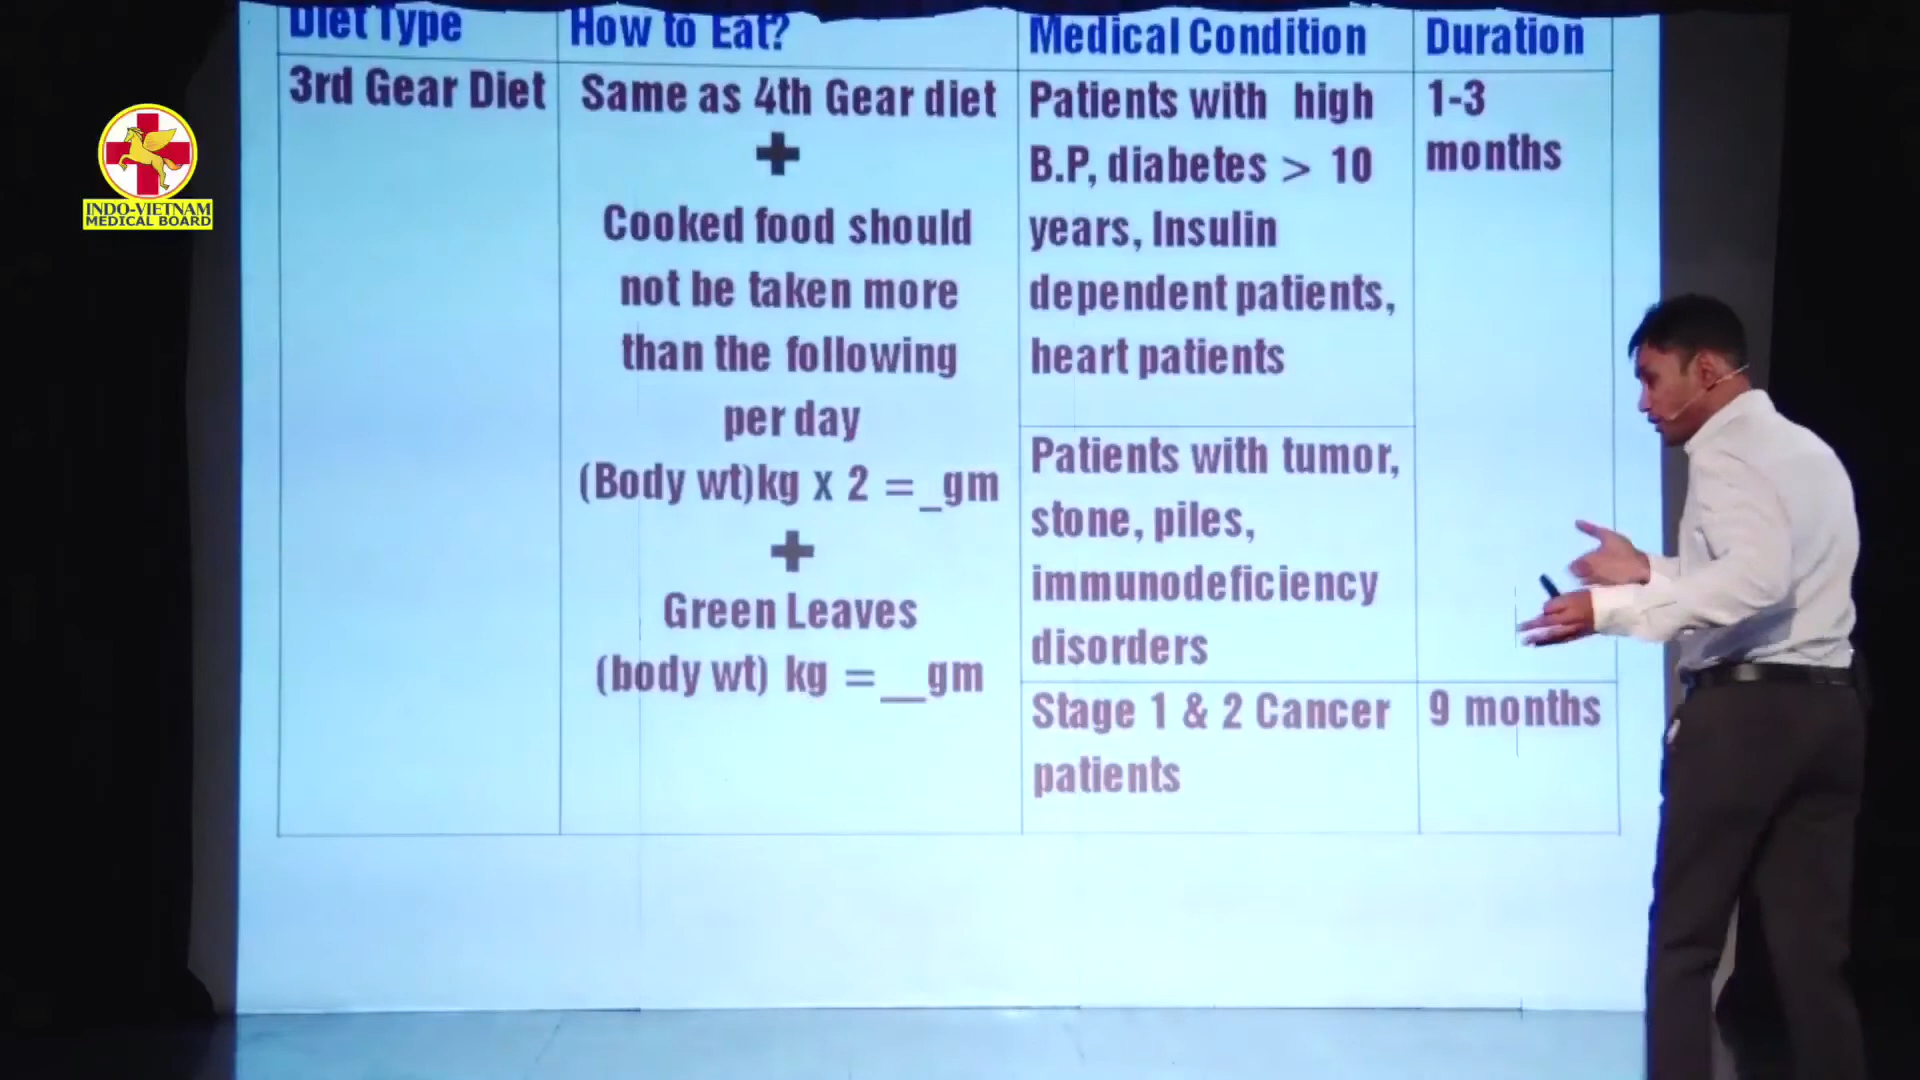 Diet Type
How to Eat?
Medical Condition
Duration
3rd Gear Diet
Same as 4th Gear diet
+
Cooked food should
not be taken more
than the following
per day
(Body wt)kg x 2 =_gm
+
Green Leaves
(body wt) kg =__gm
Patients with high
B.P, diabetes > 10
years, Insulin
dependent patients,
heart patients
1-3
months
Patients with tumor,
stone, piles,
immunodeficiency
disorders
Stage 1 & 2 Cancer
patients
9 months
INDO-VIETNAM
MEDICAL BOARD